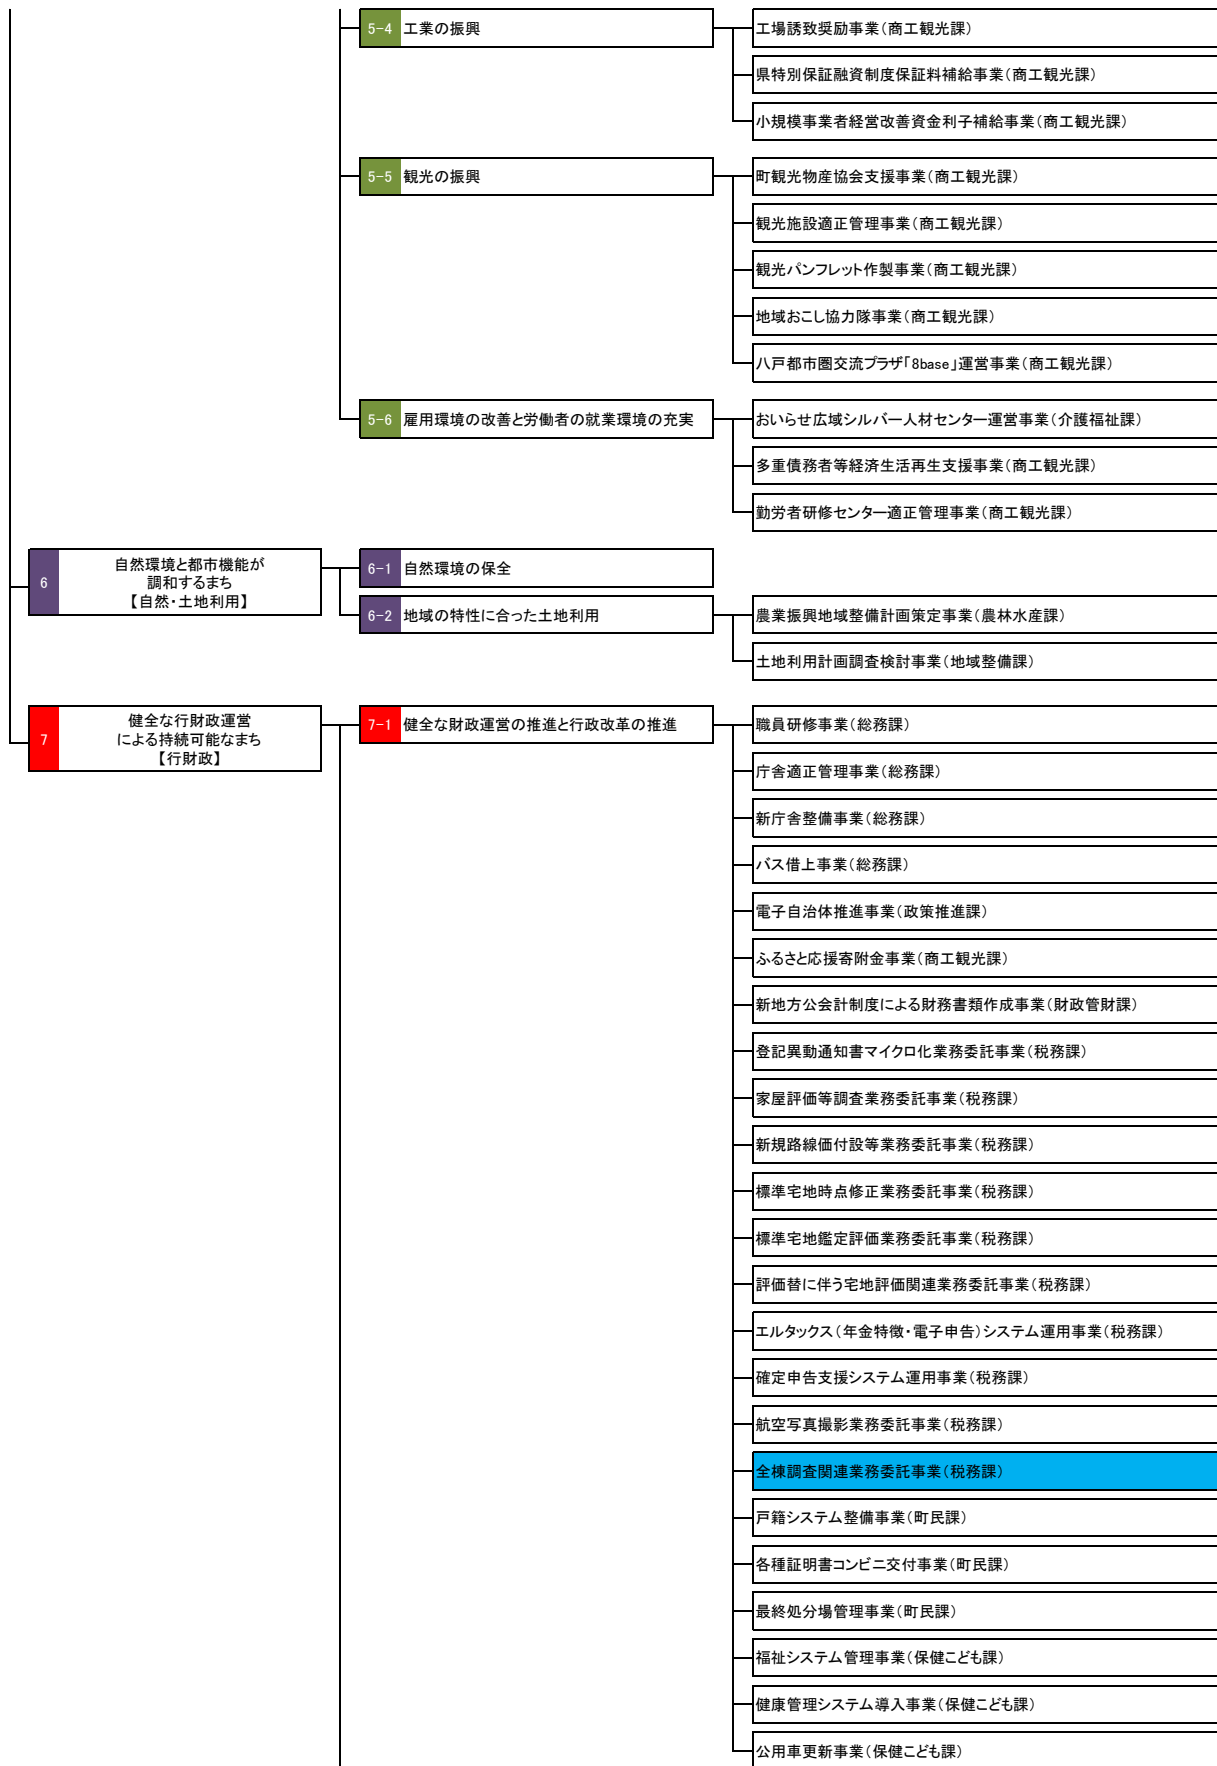 5-4 工業の振興
工場誘致奨励事業(商工観光課)
県特別保証融資制度保証料補給事業(商工観光課)
小規模事業者経営改善資金利子補給事業(商工観光課)
5-5 観光の振興
町観光物産協会支援事業(商工観光課)
観光施設適正管理事業(商工観光課)
観光パンフレット作製事業(商工観光課)
地域おこし協力隊事業(商工観光課)
八戸都市圏交流プラザ「8base」運営事業(商工観光課)
5-6 雇用環境の改善と労働者の就業環境の充実
おいらせ広域シルバー人材センター運営事業(介護福祉課)
多重債務者等経済生活再生支援事業(商工観光課)
勤労者研修センター適正管理事業(商工観光課)
6
自然環境と都市機能が
調和するまち
【自然・土地利用】
6-1 自然環境の保全
6-2 地域の特性に合った土地利用
農業振興地域整備計画策定事業(農林水産課)
土地利用計画調査検討事業(地域整備課)
7
健全な行財政運営
による持続可能なまち
【行財政】
7-1 健全な財政運営の推進と行政改革の推進
職員研修事業(総務課)
庁舎適正管理事業(総務課)
新庁舎整備事業(総務課)
バス借上事業(総務課)
電子自治体推進事業(政策推進課)
ふるさと応援寄附金事業(商工観光課)
新地方公会計制度による財務書類作成事業(財政管財課)
登記異動通知書マイクロ化業務委託事業(税務課)
家屋評価等調査業務委託事業(税務課)
新規路線価付設等業務委託事業(税務課)
標準宅地時点修正業務委託事業(税務課)
標準宅地鑑定評価業務委託事業(税務課)
評価替に伴う宅地評価関連業務委託事業(税務課)
エルタックス(年金特徴・電子申告)システム運用事業(税務課)
確定申告支援システム運用事業(税務課)
航空写真撮影業務委託事業(税務課)
全棟調査関連業務委託事業(税務課)
戸籍システム整備事業(町民課)
各種証明書コンビニ交付事業(町民課)
最終処分場管理事業(町民課)
福祉システム管理事業(保健こども課)
健康管理システム導入事業(保健こども課)
公用車更新事業(保健こども課)